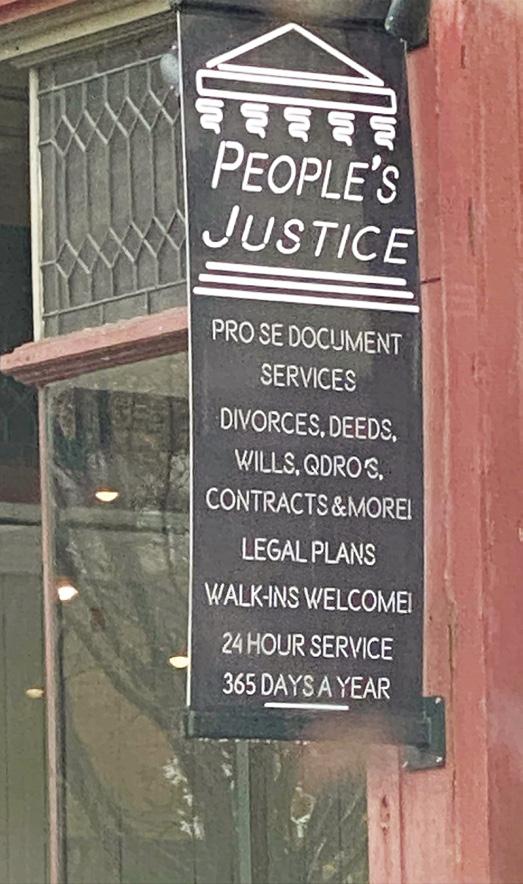 PEOPLE'S
JUSTICE
PRO SE DOCUMENT
SERVICES
DIVORCES, DEEDS,
WILLS, QDRO'S,
CONTRACTS & MORE!
LEGAL PLANS
WALK-INS WELCOME!
24 HOUR SERVICE
365 DAYS A YEAR